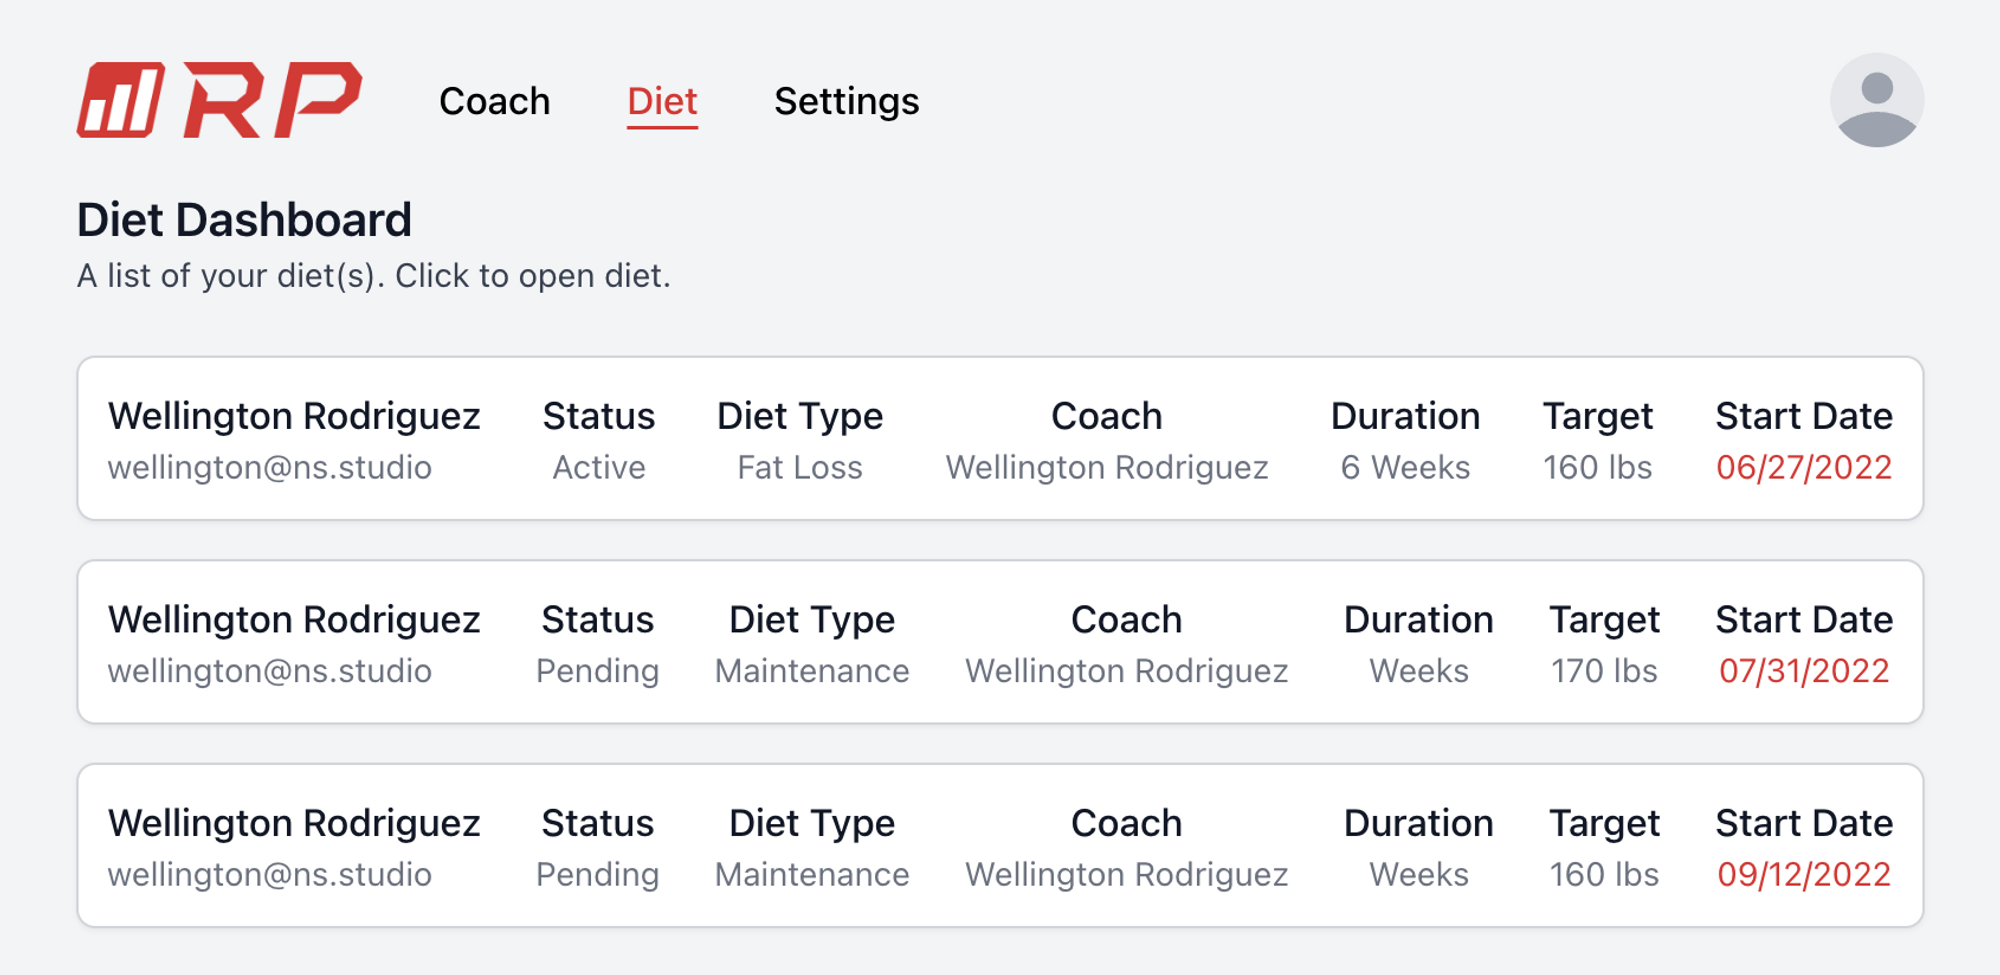 RP Coach Diet Settings
Diet Dashboard
A list of your diet(s). Click to open diet.
Wellington Rodriguez Status Diet Type Coach Duration Target Start Date
wellington@ns.studio Active Fat Loss Wellington Rodriguez 6 Weeks 160 lbs 06/27/2022
Wellington Rodriguez Status Diet Type Coach Duration Target Start Date
wellington@ns.studio Pending Maintenance Wellington Rodriguez Weeks 170 lbs 07/31/2022
Wellington Rodriguez Status Diet Type Coach Duration Target Start Date
wellington@ns.studio Pending Maintenance Wellington Rodriguez Weeks 160 lbs 09/12/2022